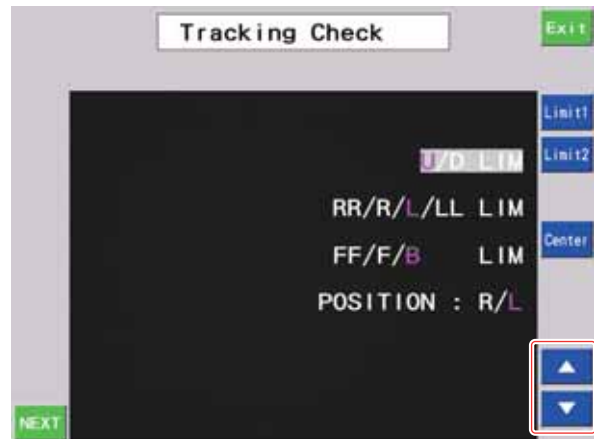 Tracking Check
Exit
Limit1
U/D LIM
Limit2
RR/R/L/LL LIM
FF/F/B LIM
Center
POSITION : R/L
NEXT